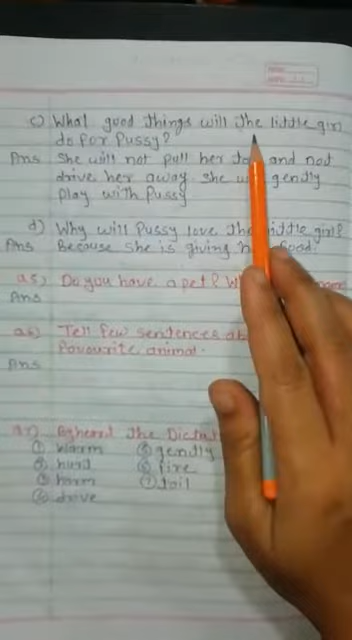 c) What good things will the little girl
do for Pussy?
Ans She will not pull her and not
drive her away she gently
play with Pussy
d) Why will Pussy love the little girl?
Ans Because she is giving food.
Q5) Do you have a pet?
Ans
Q6) Tell few sentences
favourite animal.
Ans
Q7) the
① warm ⑤ gently
② hurd ⑥ fire
③ harm ⑦ tail
④ drive